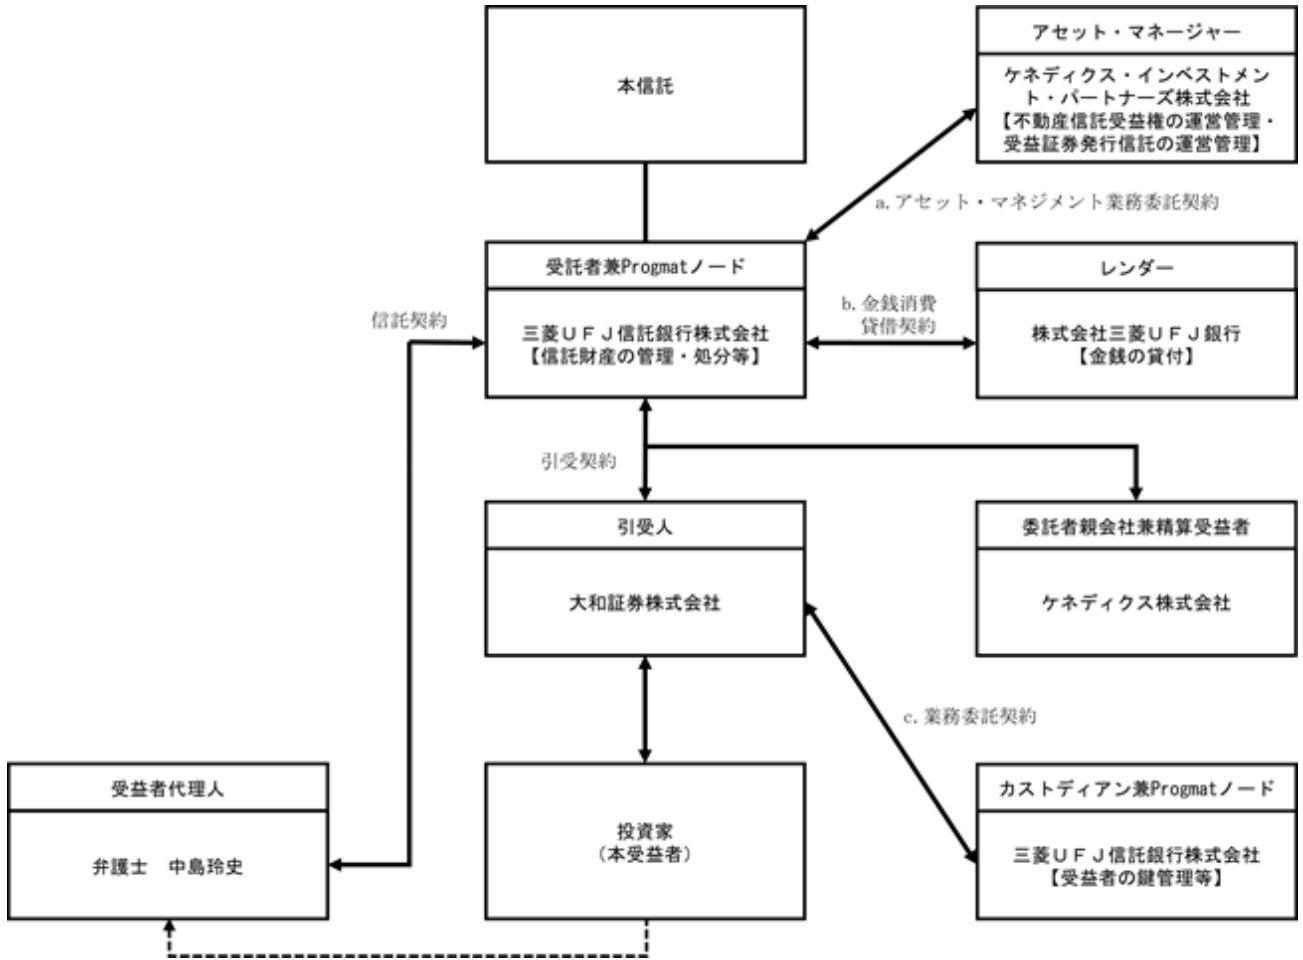 本信託
アセット・マネージャー
ケネディクス・インベストメン
ト・パートナーズ株式会社
【不動産信託受益権の運営管理・
受益証券発行信託の運営管理】
a.アセット・マネジメント業務委託契約
受託者兼Progmatノード
三菱ＵＦＪ信託銀行株式会社
【信託財産の管理・処分等】
信託契約
b.金銭消費
貸借契約
レンダー
株式会社三菱ＵＦＪ銀行
【金銭の貸付】
引受契約
引受人
大和証券株式会社
委託者親会社兼精算受益者
ケネディクス株式会社
c.業務委託契約
受益者代理人
弁護士　中島玲史
投資家
（本受益者）
カストディアン兼Progmatノード
三菱ＵＦＪ信託銀行株式会社
【受益者の鍵管理等】